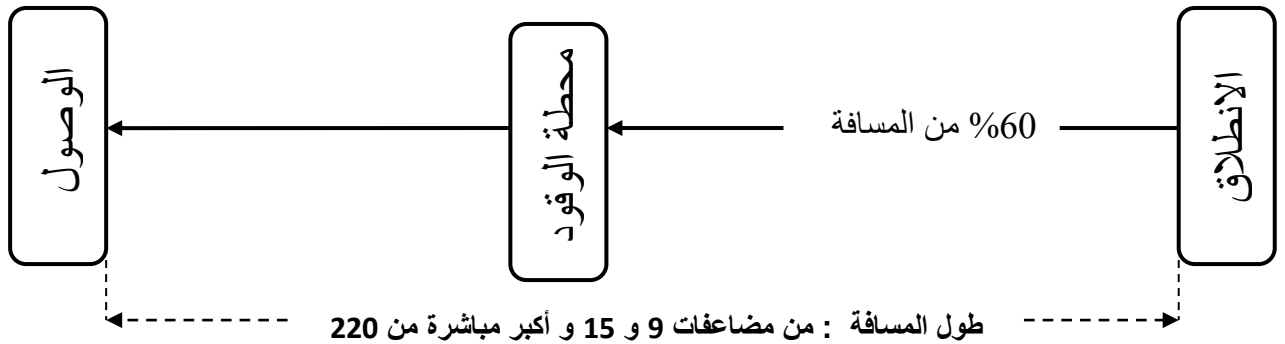 الانطلاق
60% من المسافة
محطة الوقود
الوصول
طول المسافة : من مضاعفات 9 و 15 و أكبر مباشرة من 220